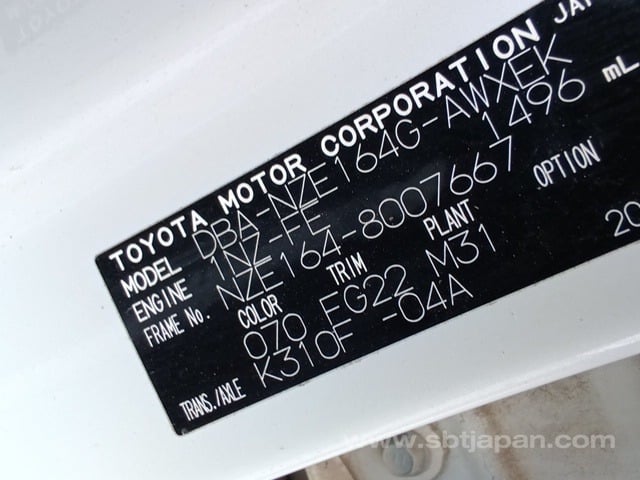 TOYOTA MOTOR CORPORATION JA
MODEL DBA-NZE164G-AWXEK
ENGINE 1NZ-FE 1496 mL
FRAME No. NZE164-8007667
COLOR TRIM PLANT OPTION
070 FG22 M31 20
TRANS./AXLE K310F -04A
www.sbtjapan.com